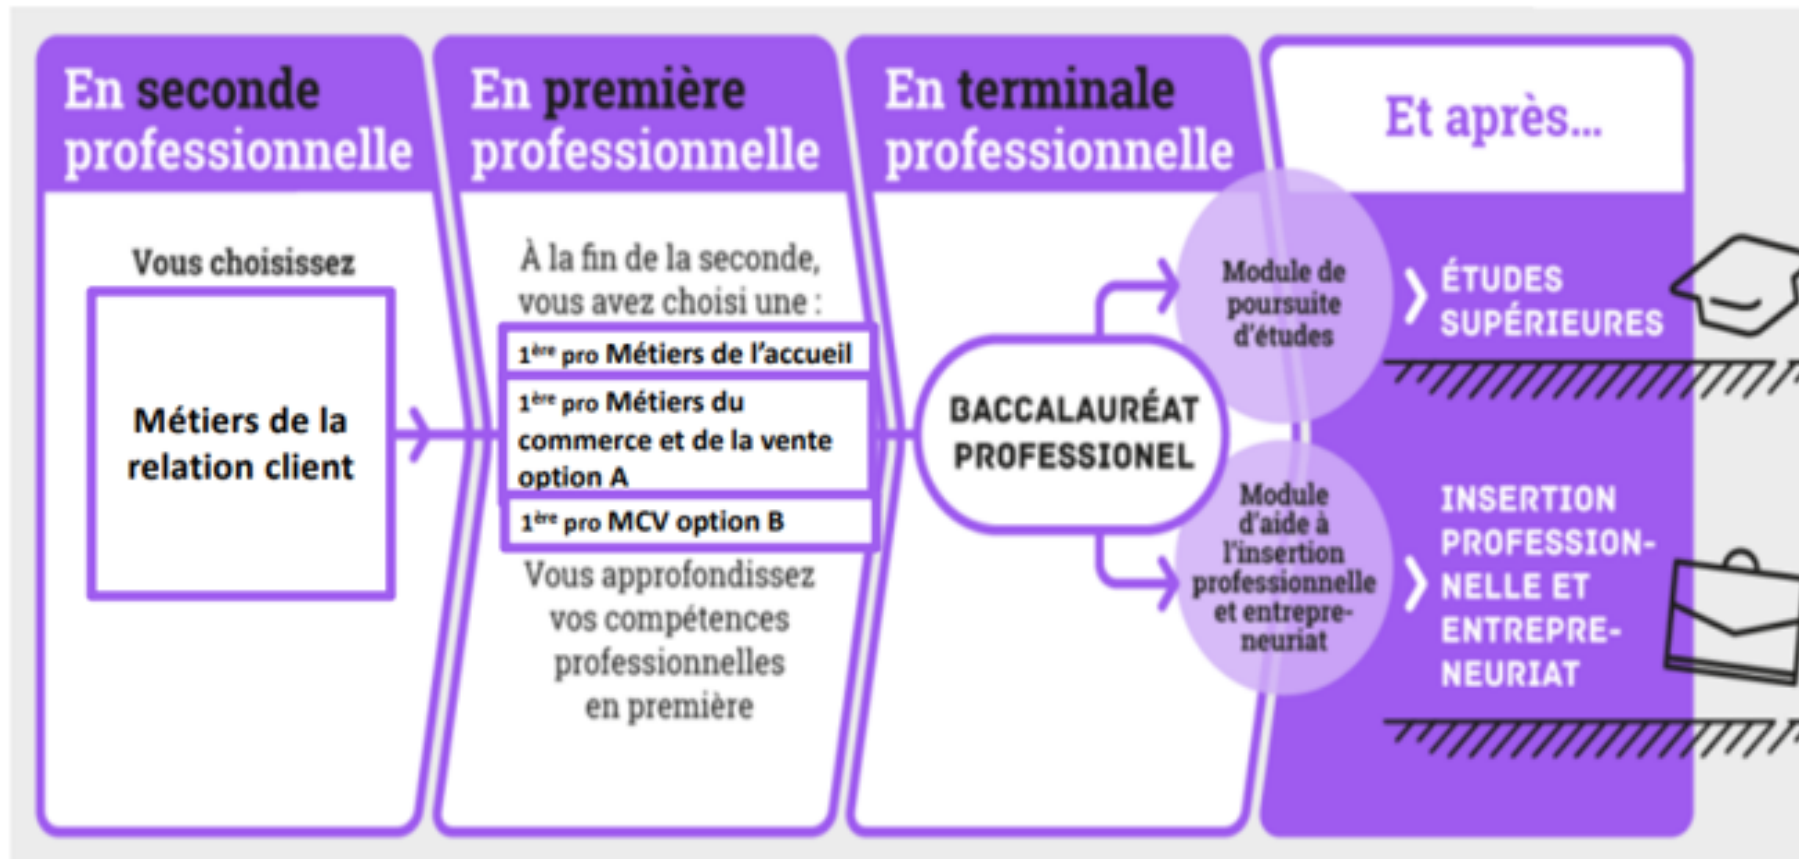 En seconde
professionnelle
Vous choisissez
Métiers de la
relation client
En première
professionnelle
À la fin de la seconde,
vous avez choisi une :
1ère pro Métiers de l'accueil
1ère pro Métiers du
commerce et de la vente
option A
1ère pro MCV option B
Vous approfondissez
vos compétences
professionnelles
en première
En terminale
professionnelle
BACCALAURÉAT
PROFESSIONEL
Module de
poursuite
d'études
Module
d'aide à
l'insertion
professionnelle
et entrepre-
neuriat
Et après...
ÉTUDES
SUPÉRIEURES
INSERTION
PROFESSION-
NELLE ET
ENTREPRE-
NEURIAT